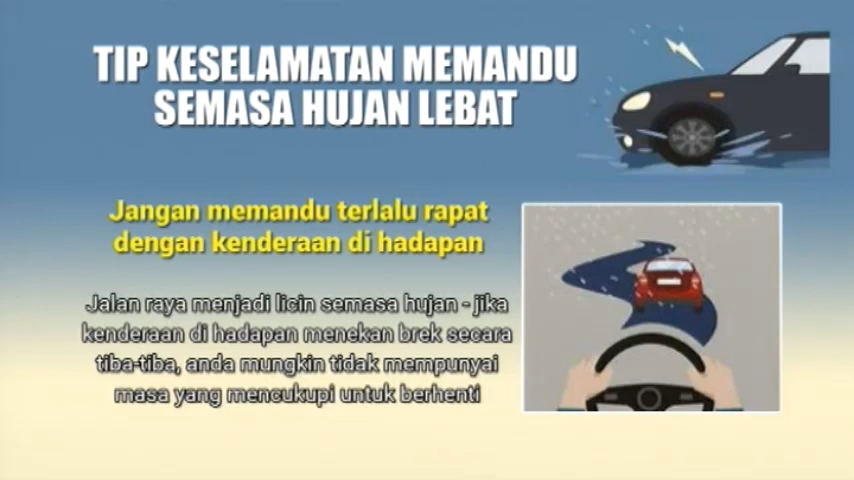 TIP KESELAMATAN MEMANDU
SEMASA HUJAN LEBAT
Jangan memandu terlalu rapat
dengan kenderaan di hadapan
Jalan raya menjadi licin semasa hujan - jika
kenderaan di hadapan menekan brek secara
tiba-tiba, anda mungkin tidak mempunyai
masa yang mencukupi untuk berhenti